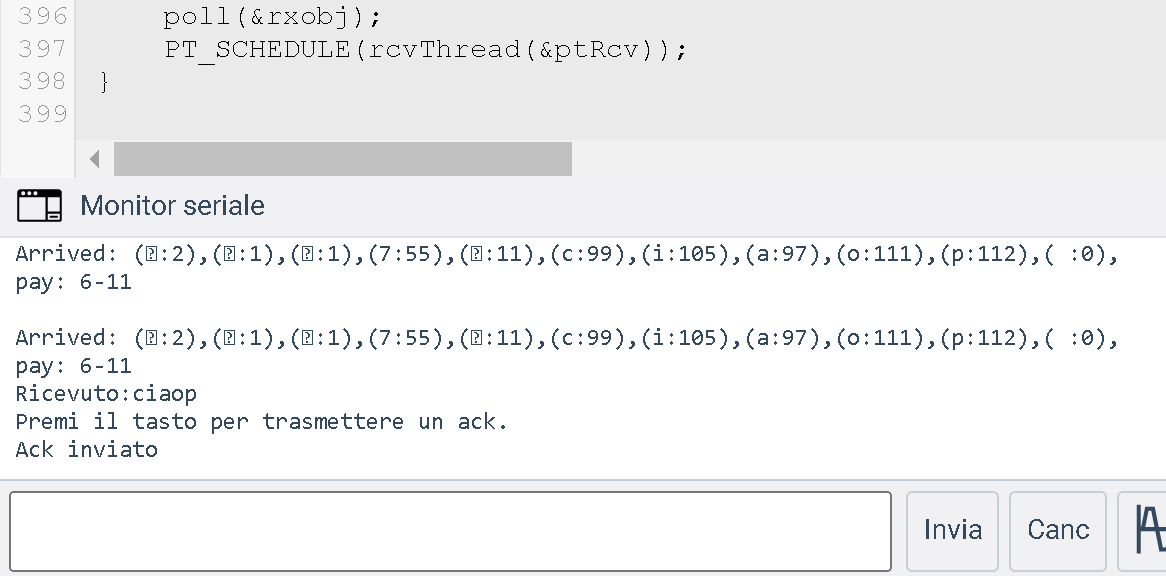 396 poll(&rxobj);
397 PT_SCHEDULE(rcvThread(&ptRcv));
398 }
399
Monitor seriale
Arrived: (⍰:2),(⍰:1),(⍰:1),(7:55),(⍰:11),(c:99),(i:105),(a:97),(o:111),(p:112),( :0),
pay: 6-11
Arrived: (⍰:2),(⍰:1),(⍰:1),(7:55),(⍰:11),(c:99),(i:105),(a:97),(o:111),(p:112),( :0),
pay: 6-11
Ricevuto:ciaop
Premi il tasto per trasmettere un ack.
Ack inviato
Invia Canc